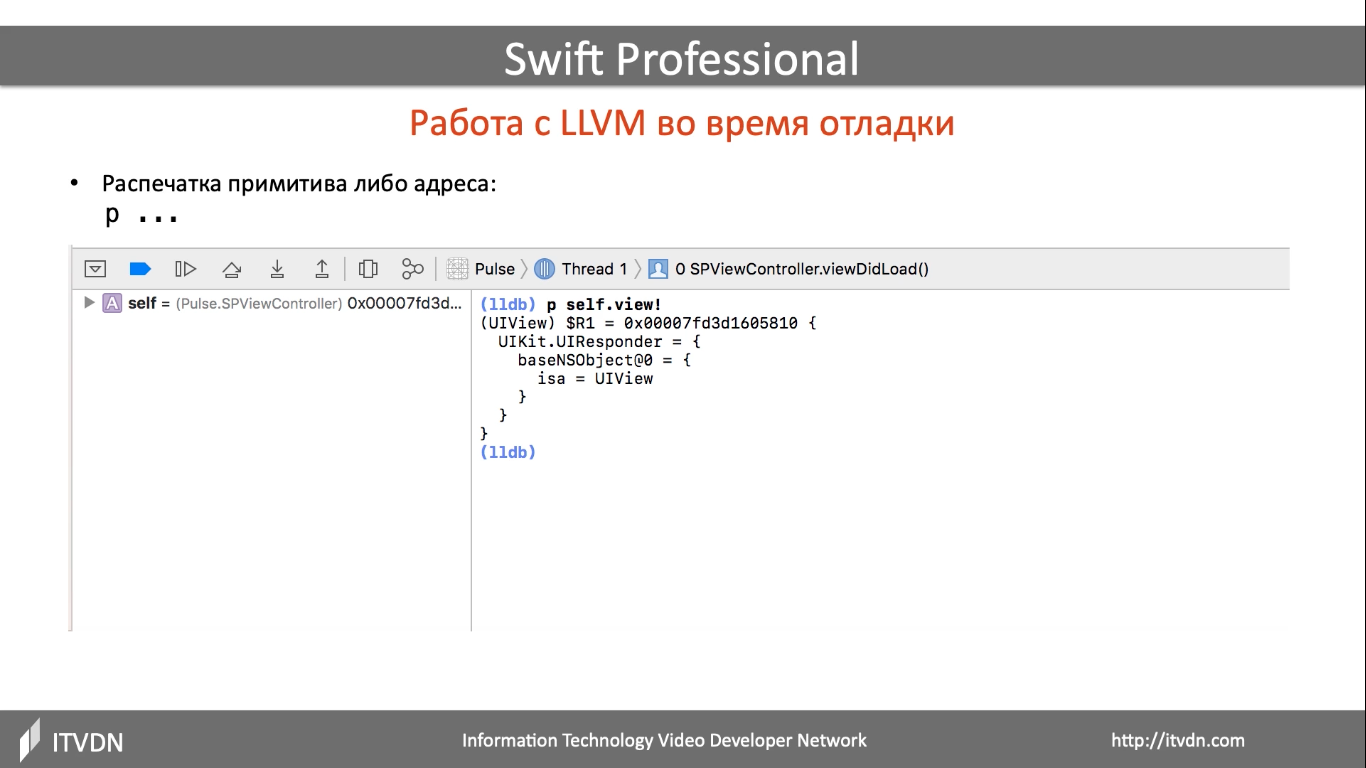 Swift Professional
Работа с LLVM во время отладки
• Распечатка примитива либо адреса:
p ...
Pulse 〉 Thread 1 〉 0 SPViewController.viewDidLoad()
A self = (Pulse.SPViewController) 0x00007fd3d...
(lldb) p self.view!
(UIView) $R1 = 0x00007fd3d1605810 {
UIKit.UIResponder = {
baseNSObject@0 = {
isa = UIView
}
}
}
(lldb)
ITVDN
Information Technology Video Developer Network
http://itvdn.com